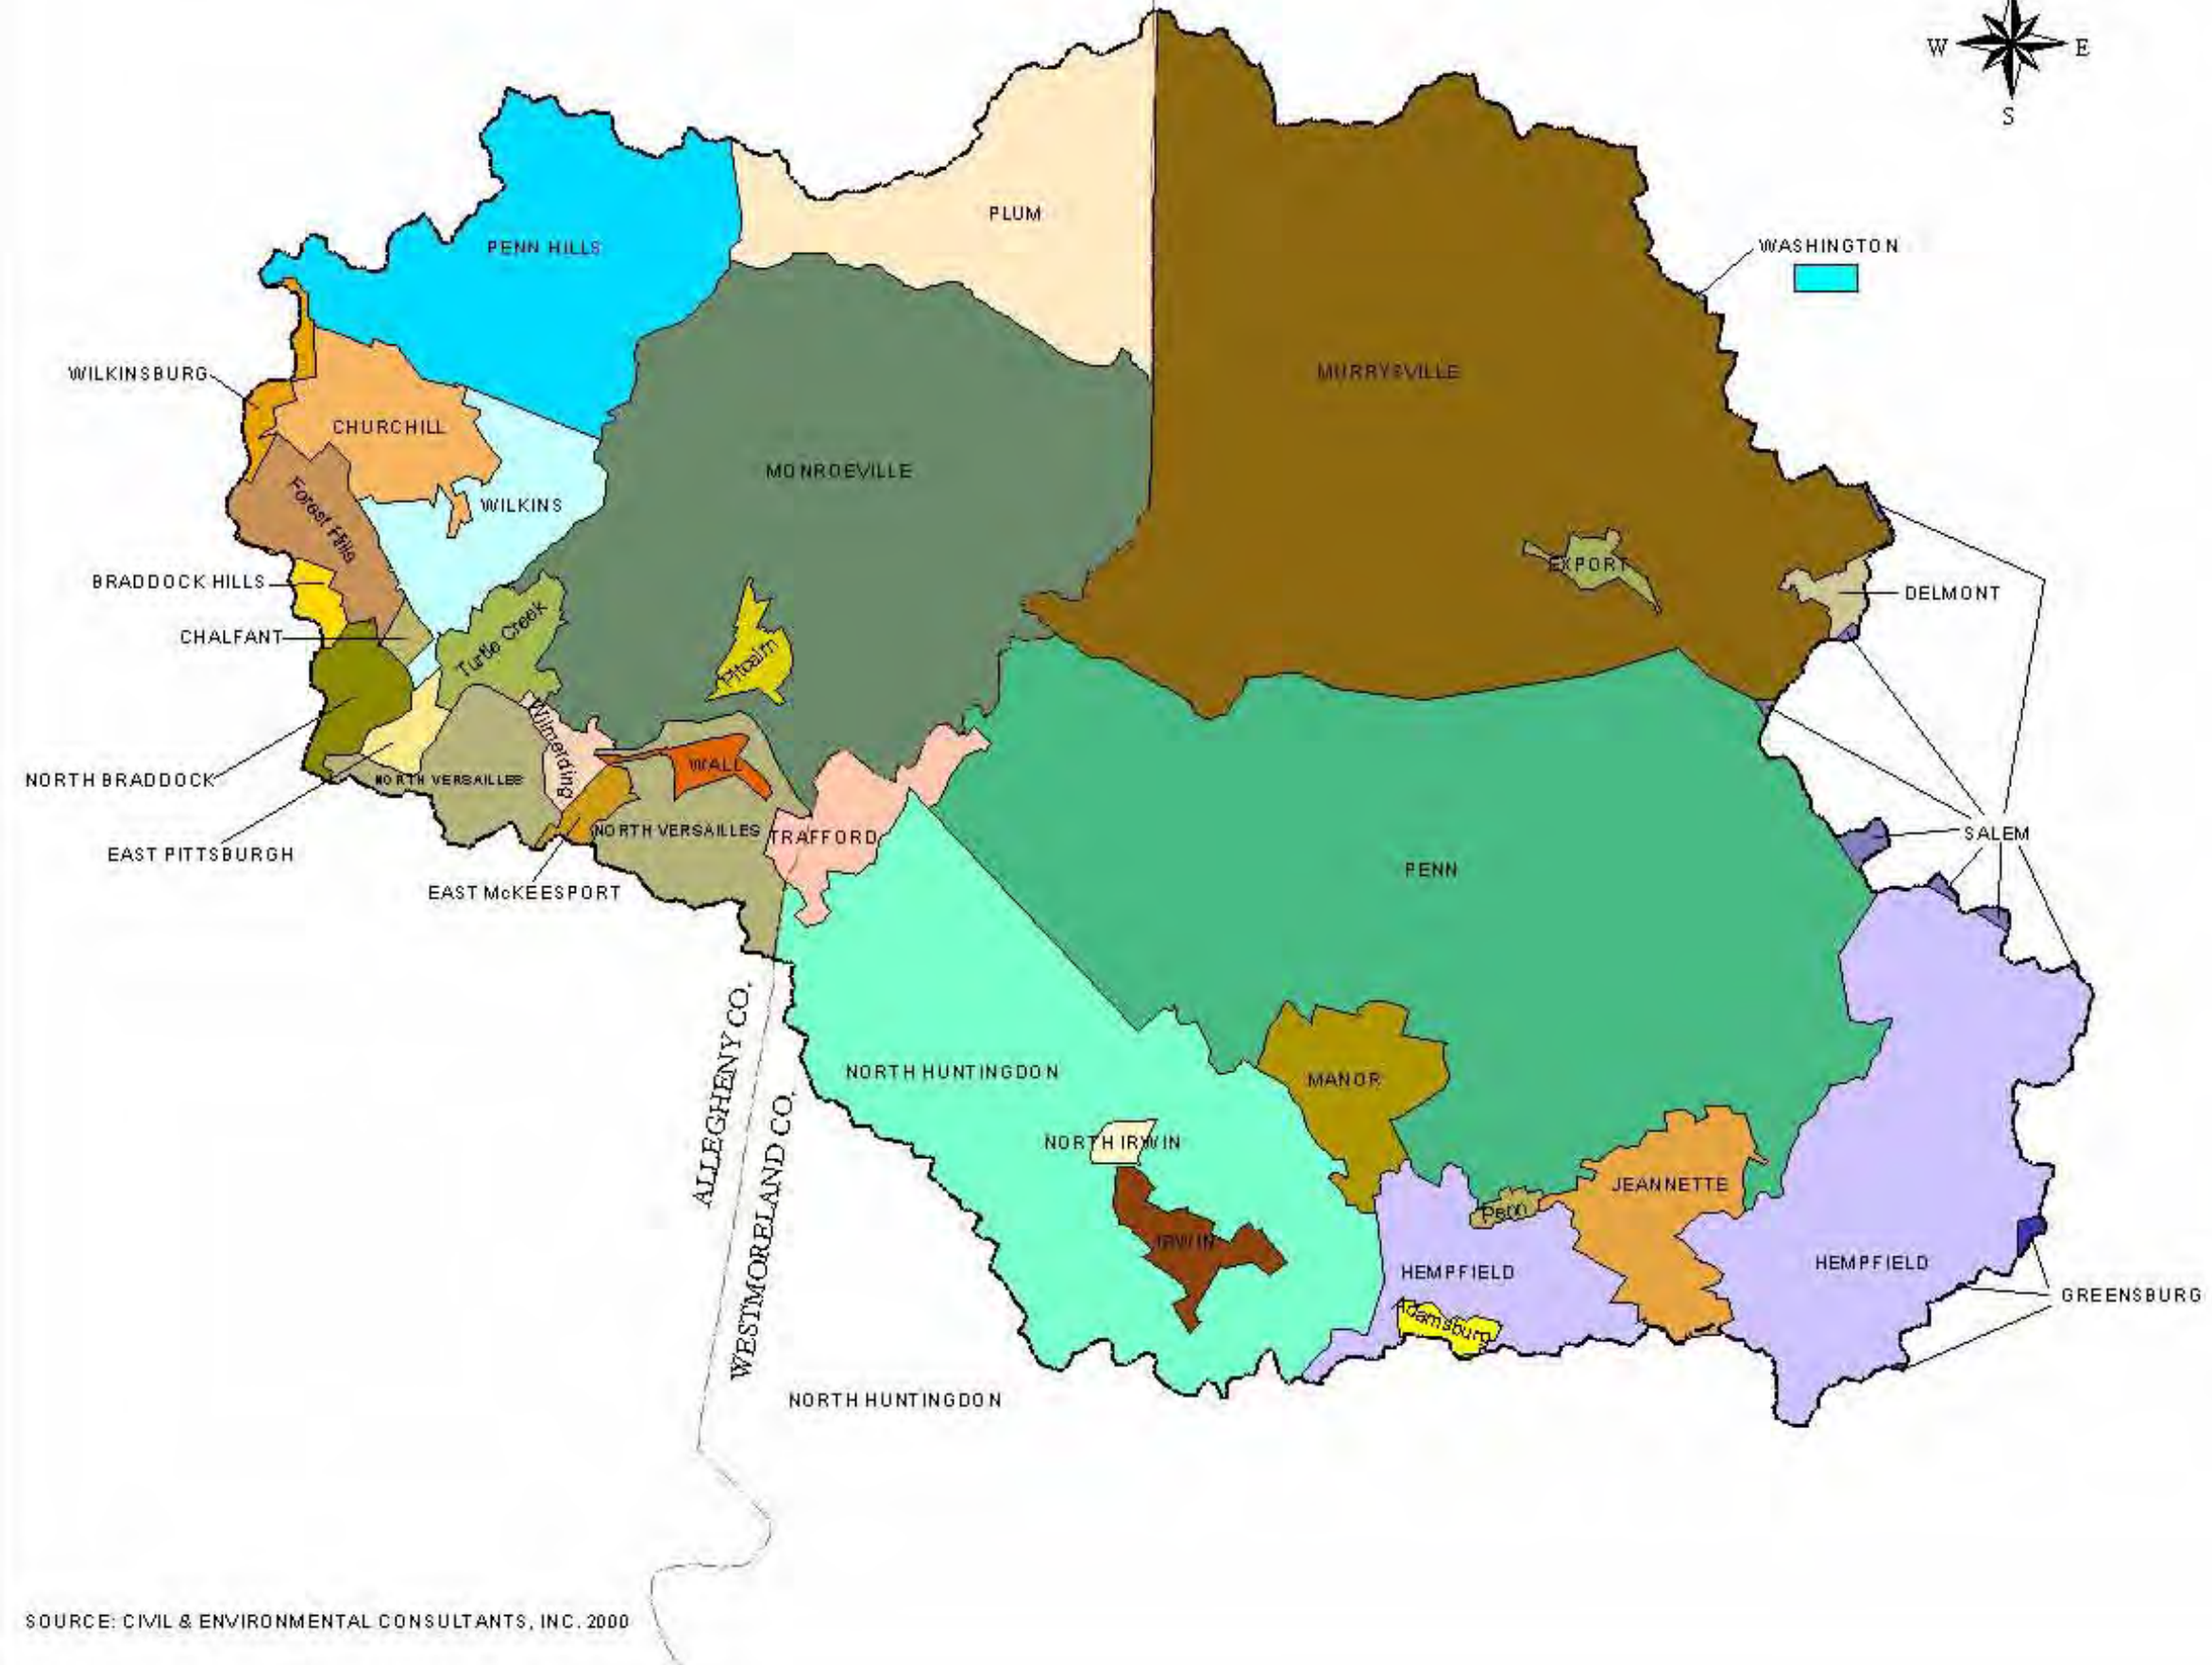 W E
S
PLUM
WASHINGTON
PENN HILLS
MURRYSVILLE
WILKINSBURG
CHURCHILL
MONROEVILLE
WILKINS
Forest Hills
EXPORT
BRADDOCK HILLS
DELMONT
CHALFANT
Turtle Creek
Pitcairn
Wilmerding
WALL
NORTH BRADDOCK
NORTH VERSAILLES
NORTH VERSAILLES
TRAFFORD
SALEM
EAST PITTSBURGH
PENN
EAST McKEESPORT
ALLEGHENY CO.
WESTMORELAND CO.
NORTH HUNTINGDON
MANOR
NORTH IRWIN
JEANNETTE
Penn
IRWIN
HEMPFIELD
HEMPFIELD
GREENSBURG
Adamsburg
NORTH HUNTINGDON
SOURCE: CIVIL & ENVIRONMENTAL CONSULTANTS, INC. 2000